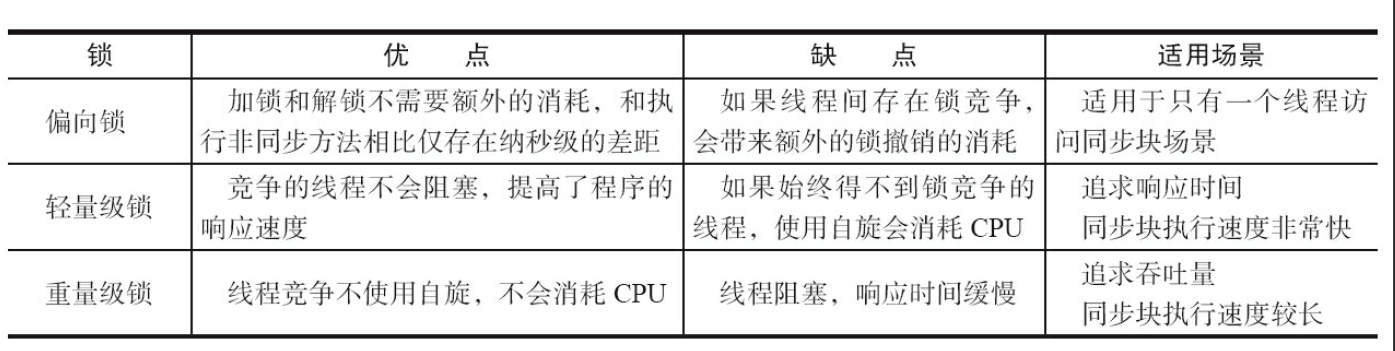 锁 优 点 缺 点 适用场景
偏向锁
加锁和解锁不需要额外的消耗，和执
行非同步方法相比仅存在纳秒级的差距
如果线程间存在锁竞争，
会带来额外的锁撤销的消耗
适用于只有一个线程访
问同步块场景
轻量级锁
竞争的线程不会阻塞，提高了程序的
响应速度
如果始终得不到锁竞争的
线程，使用自旋会消耗 CPU
追求响应时间
同步块执行速度非常快
重量级锁
线程竞争不使用自旋，不会消耗 CPU
线程阻塞，响应时间缓慢
追求吞吐量
同步块执行速度较长